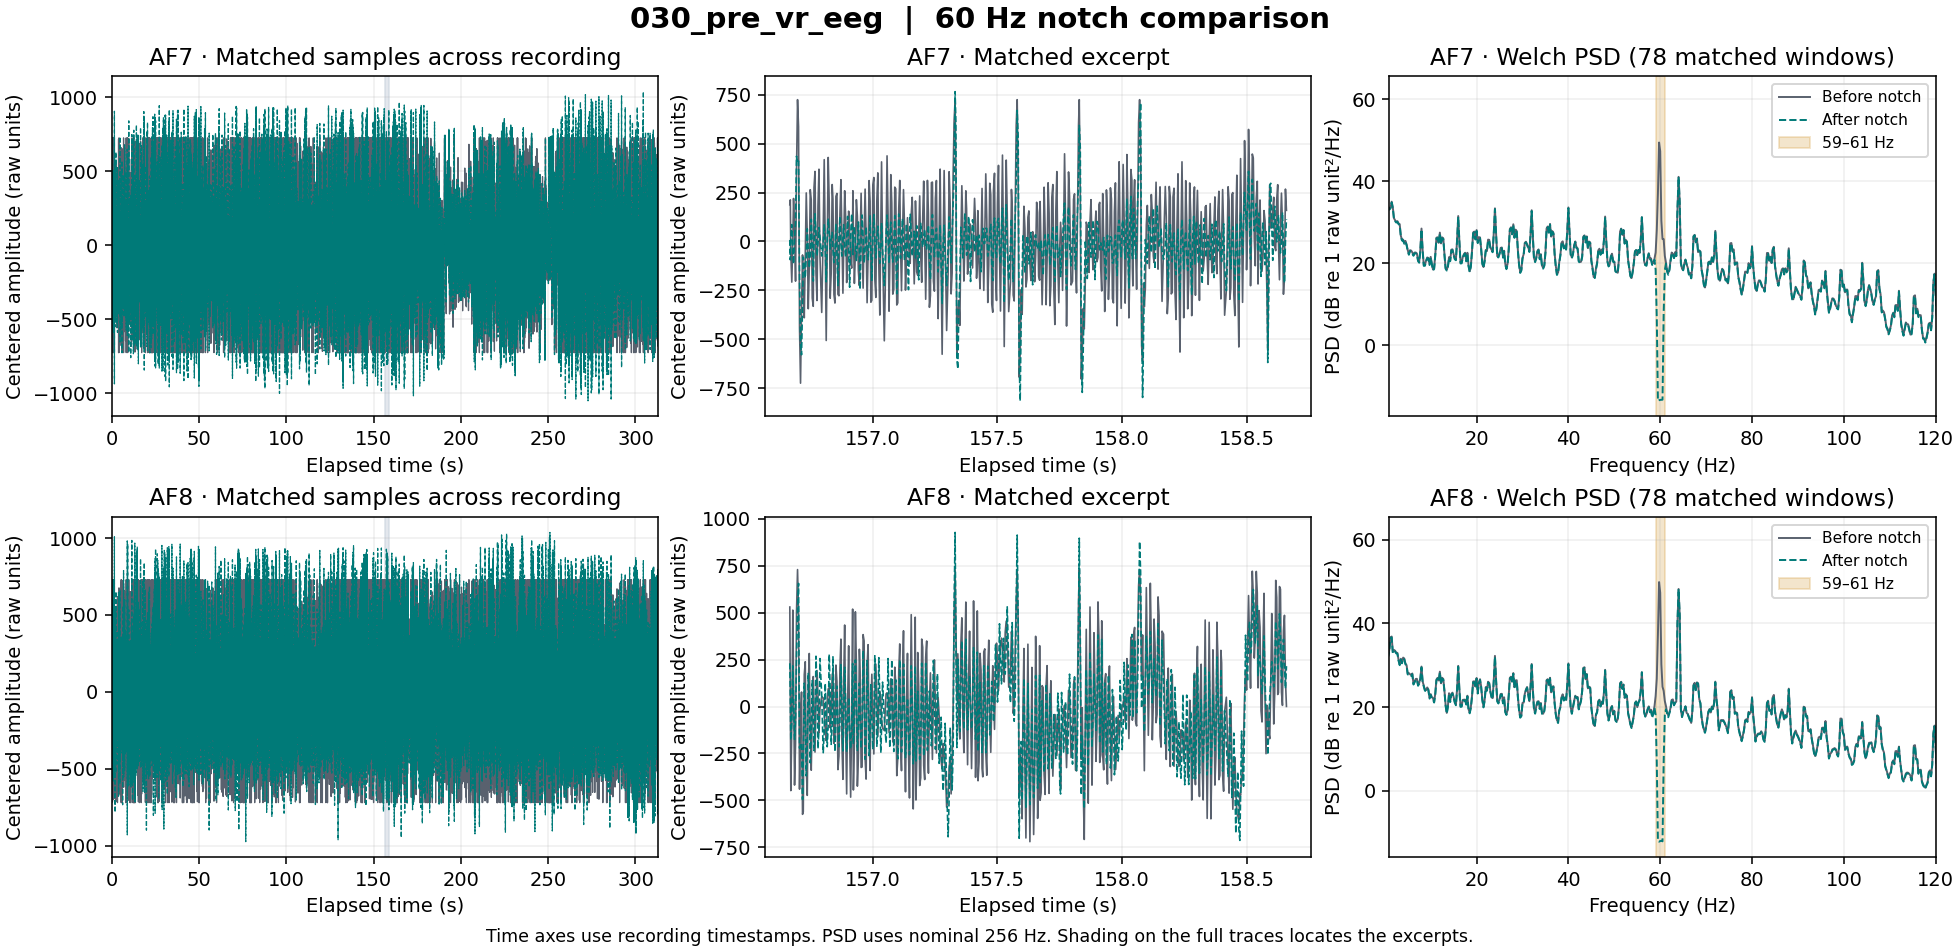 030_pre_vr_eeg | 60 Hz notch comparison
AF7 · Matched samples across recording
Centered amplitude (raw units)
1000
500
0
−500
−1000
0 50 100 150 200 250 300
Elapsed time (s)
AF7 · Matched excerpt
Centered amplitude (raw units)
750
500
250
0
−250
−500
−750
157.0 157.5 158.0 158.5
Elapsed time (s)
AF7 · Welch PSD (78 matched windows)
PSD (dB re 1 raw unit²/Hz)
60
40
20
0
Before notch
After notch
59–61 Hz
20 40 60 80 100 120
Frequency (Hz)
AF8 · Matched samples across recording
Centered amplitude (raw units)
1000
500
0
−500
−1000
0 50 100 150 200 250 300
Elapsed time (s)
AF8 · Matched excerpt
Centered amplitude (raw units)
1000
750
500
250
0
−250
−500
−750
157.0 157.5 158.0 158.5
Elapsed time (s)
AF8 · Welch PSD (78 matched windows)
PSD (dB re 1 raw unit²/Hz)
60
40
20
0
Before notch
After notch
59–61 Hz
20 40 60 80 100 120
Frequency (Hz)
Time axes use recording timestamps. PSD uses nominal 256 Hz. Shading on the full traces locates the excerpts.